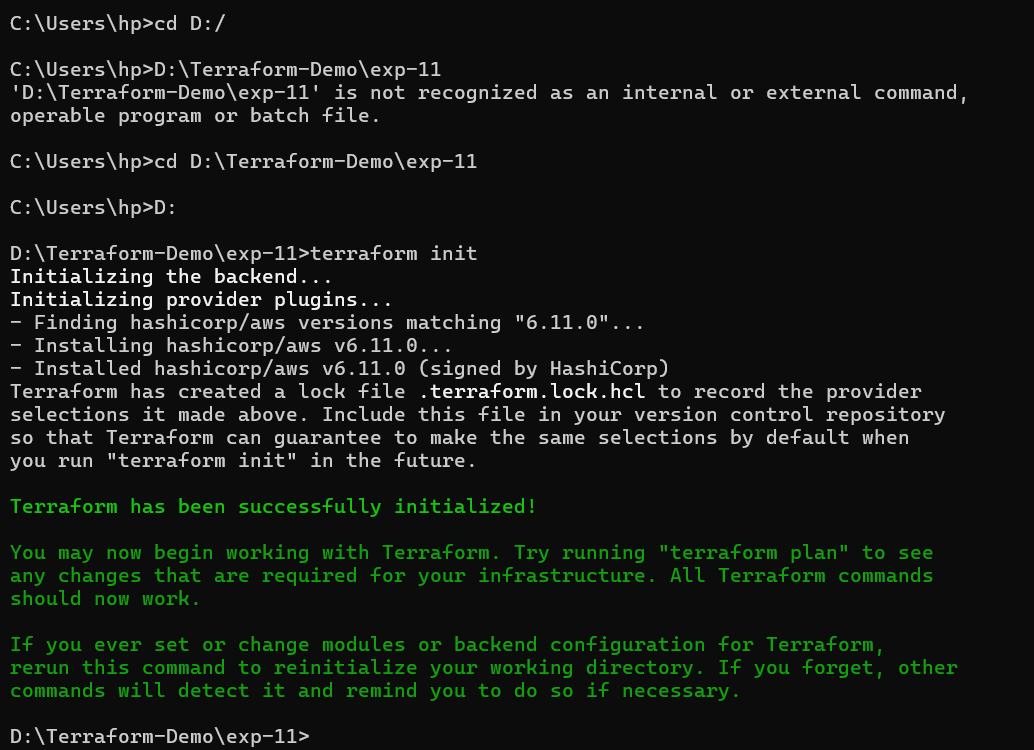 C:\Users\hp>cd D:/
C:\Users\hp>D:\Terraform-Demo\exp-11
'D:\Terraform-Demo\exp-11' is not recognized as an internal or external command,
operable program or batch file.
C:\Users\hp>cd D:\Terraform-Demo\exp-11
C:\Users\hp>D:
D:\Terraform-Demo\exp-11>terraform init
Initializing the backend...
Initializing provider plugins...
- Finding hashicorp/aws versions matching "6.11.0"...
- Installing hashicorp/aws v6.11.0...
- Installed hashicorp/aws v6.11.0 (signed by HashiCorp)
Terraform has created a lock file .terraform.lock.hcl to record the provider
selections it made above. Include this file in your version control repository
so that Terraform can guarantee to make the same selections by default when
you run "terraform init" in the future.
Terraform has been successfully initialized!
You may now begin working with Terraform. Try running "terraform plan" to see
any changes that are required for your infrastructure. All Terraform commands
should now work.
If you ever set or change modules or backend configuration for Terraform,
rerun this command to reinitialize your working directory. If you forget, other
commands will detect it and remind you to do so if necessary.
D:\Terraform-Demo\exp-11>